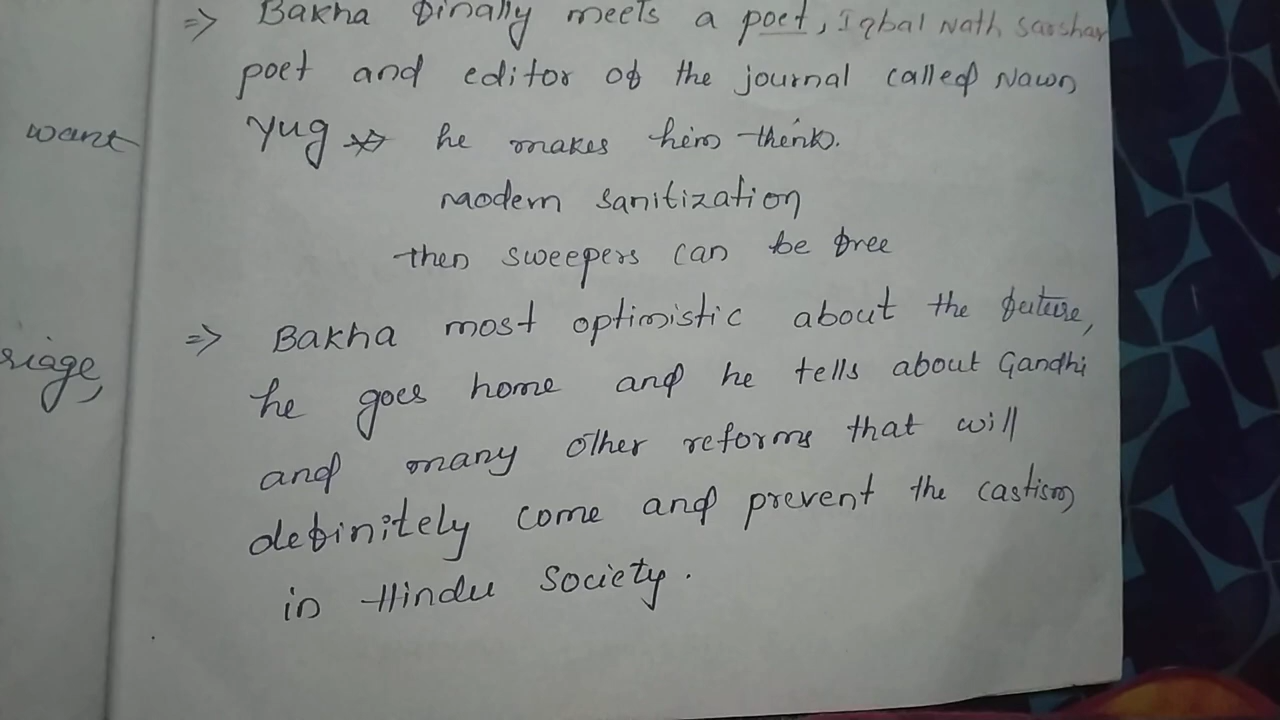 => Bakha finally meets a poet, Iqbal Nath Sarshar
poet and editor of the journal called Nawn
want
Yug he makes him think.
Modern sanitization
then sweepers can be free
=> Bakha most optimistic about the future,
riage,
he goes home and he tells about Gandhi
and many other reforms that will
definitely come and prevent the castism
in Hindu society.